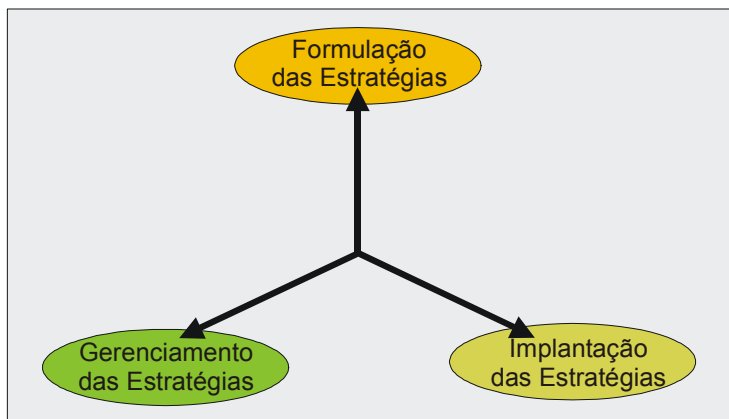 Formulação
das Estratégias
Gerenciamento
das Estratégias
Implantação
das Estratégias